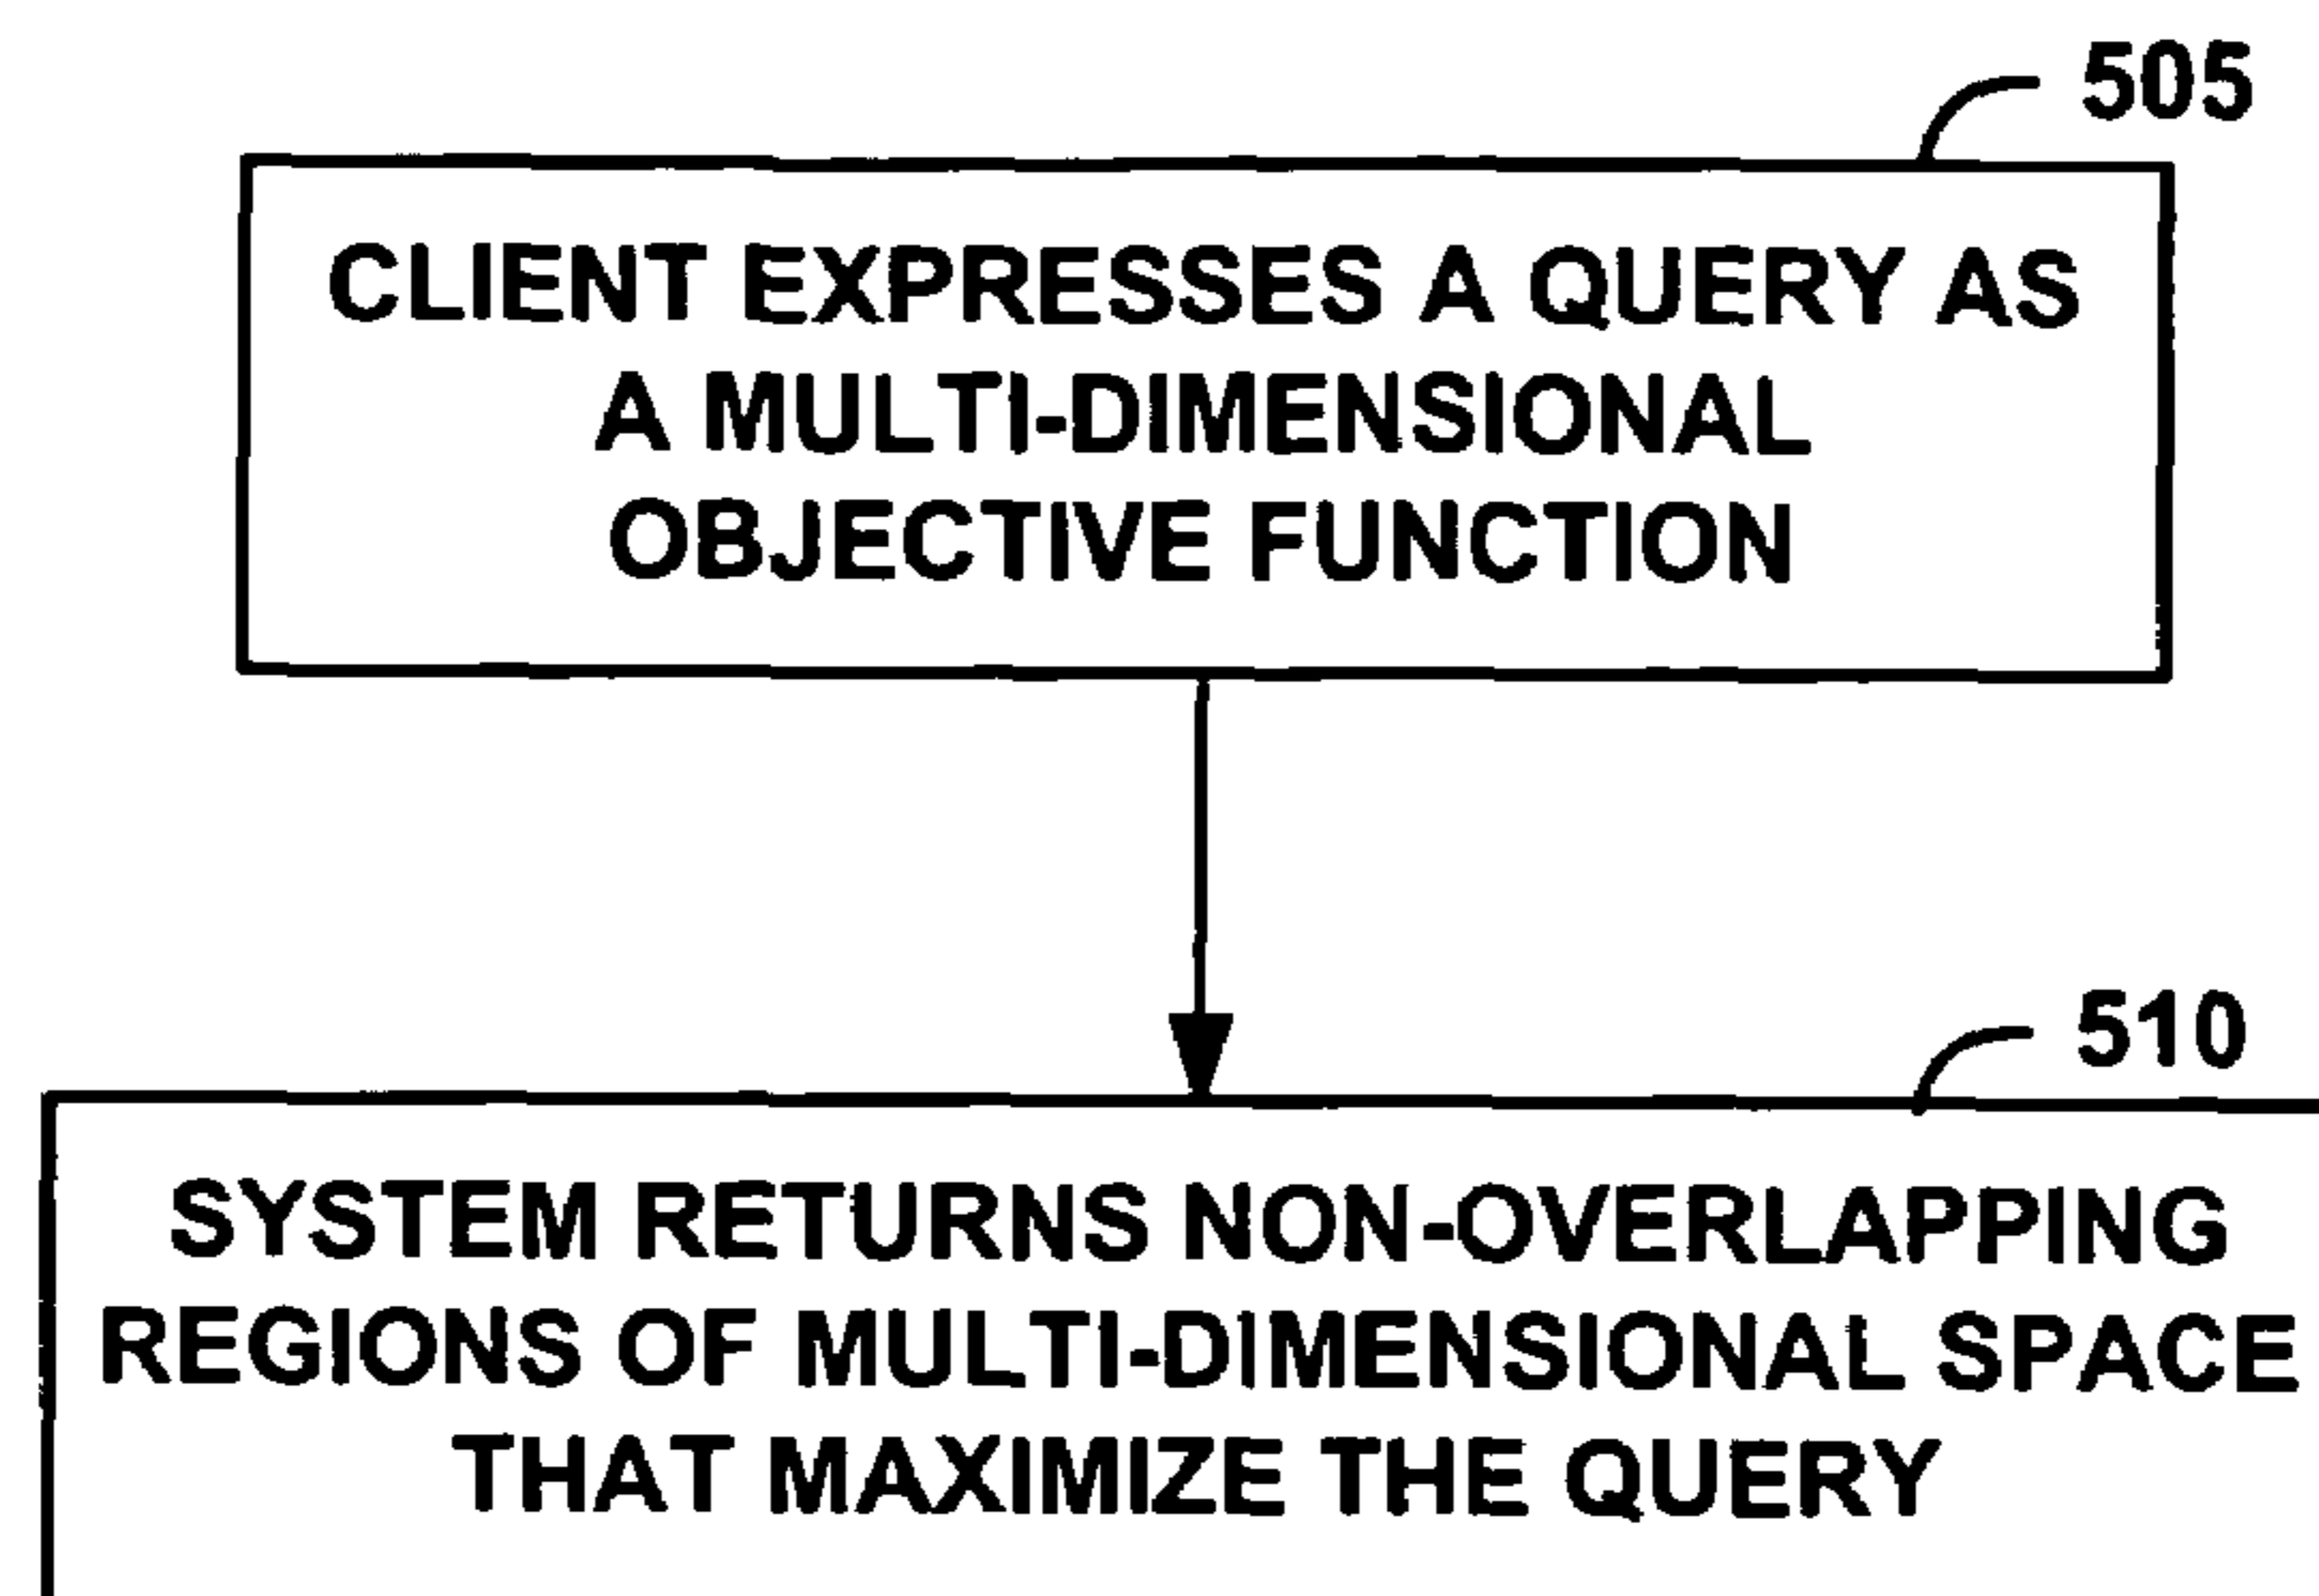 505
CLIENT EXPRESSES A QUERY AS
A MULTI-DIMENSIONAL
OBJECTIVE FUNCTION
510
SYSTEM RETURNS NON-OVERLAPPING
REGIONS OF MULTI-DIMENSIONAL SPACE
THAT MAXIMIZE THE QUERY